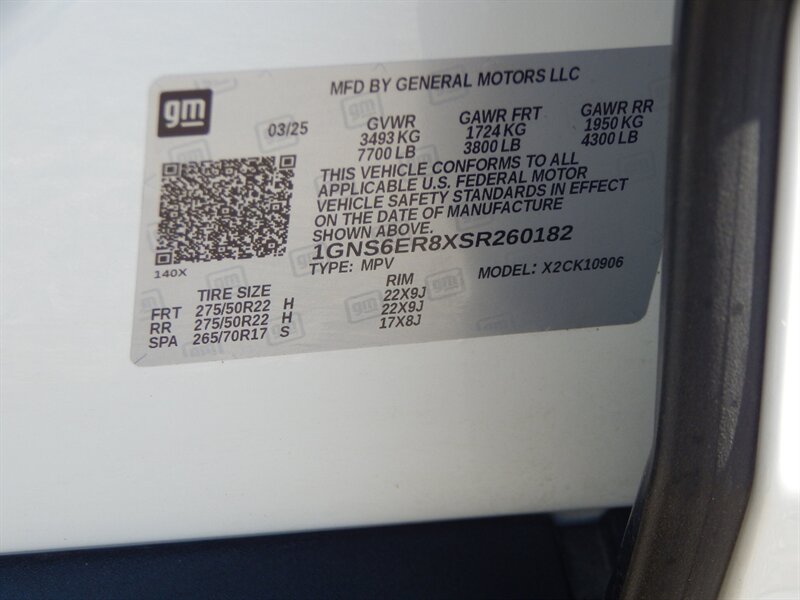 gm
MFD BY GENERAL MOTORS LLC
03/25
GVWR GAWR FRT GAWR RR
3493 KG 1724 KG 1950 KG
7700 LB 3800 LB 4300 LB
THIS VEHICLE CONFORMS TO ALL
APPLICABLE U.S. FEDERAL MOTOR
VEHICLE SAFETY STANDARDS IN EFFECT
ON THE DATE OF MANUFACTURE
SHOWN ABOVE.
1GNS6ER8XSR260182
140X
TYPE: MPV MODEL: X2CK10906
TIRE SIZE RIM
FRT 275/50R22 H 22X9J
RR 275/50R22 H 22X9J
SPA 265/70R17 S 17X8J